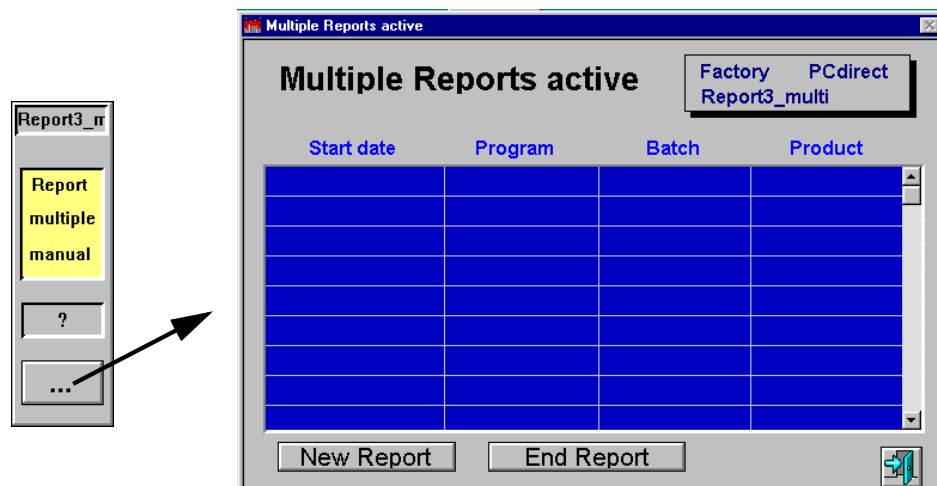 Report3_m
Report
multiple
manual
?
...
Multiple Reports active
Multiple Reports active
Factory PCdirect
Report3_multi
Start date Program Batch Product
New Report End Report